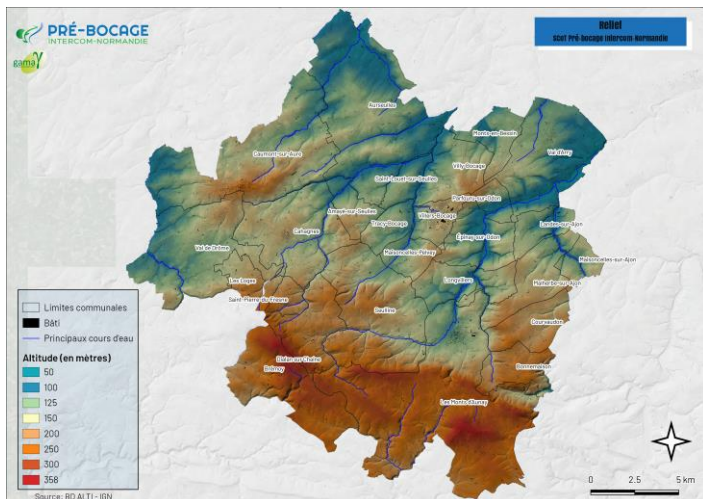 PRÉ-BOCAGE
INTERCOM-NORMANDIE
gama
Relief
SCoT Pré-bocage Intercom-Normandie
Aurseulles
Monts-en-Bessin
Caumont-sur-Aure
Villy-Bocage
Val d'Arry
Saint-Louet-sur-Seulles
Parfouru-sur-Odon
Amayé-sur-Seulles
Villers-Bocage
Tracy-Bocage
Landes-sur-Ajon
Cahagnes
Épinay-sur-Odon
Val de Drôme
Maisoncelles-Pelvey
Maisoncelles-sur-Ajon
Les Loges
Longvillers
Malherbe-sur-Ajon
Saint-Pierre-du-Fresne
Seulline
Courvaudon
Dialan sur Chaîne
Bonnemaison
Brémoy
Les Monts d'Aunay
Limites communales
Bâti
Principaux cours d'eau
Altitude (en mètres)
50
100
125
150
200
250
300
358
Source: BD ALTI - IGN
0 2.5 5 km